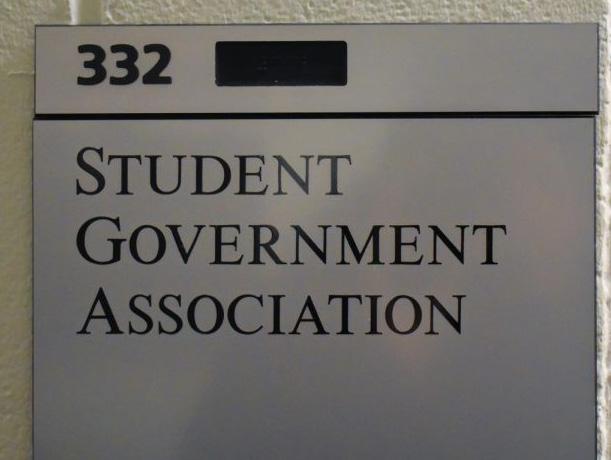 332
STUDENT
GOVERNMENT
ASSOCIATION